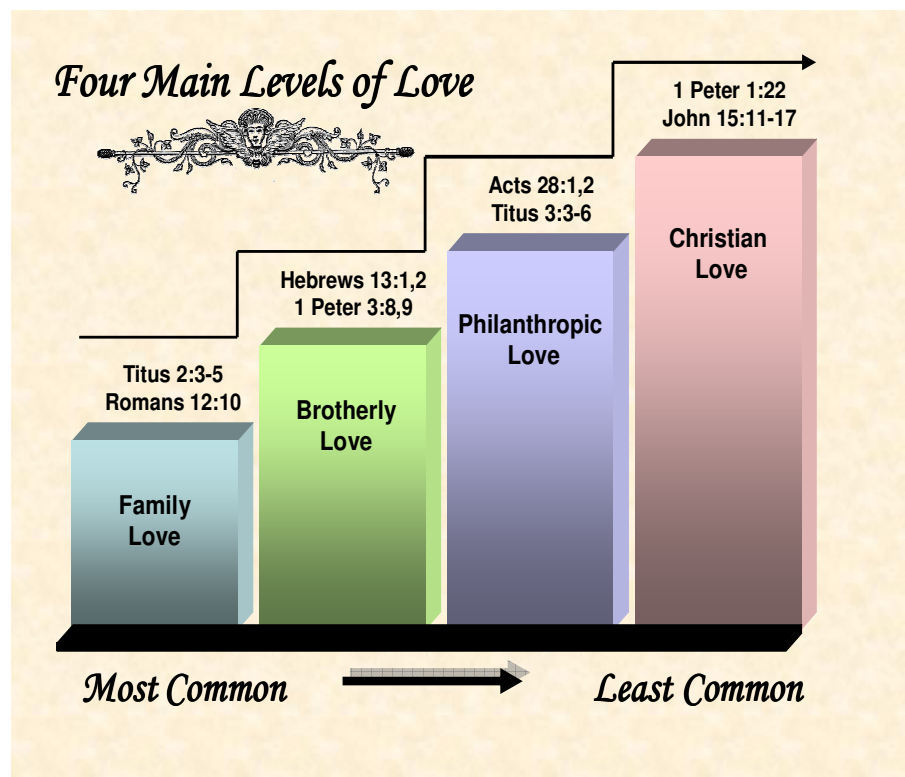 Four Main Levels of Love
1 Peter 1:22
John 15:11-17
Acts 28:1,2
Titus 3:3-6
Christian
Love
Hebrews 13:1,2
1 Peter 3:8,9
Philanthropic
Love
Titus 2:3-5
Romans 12:10
Brotherly
Love
Family
Love
Most Common
Least Common